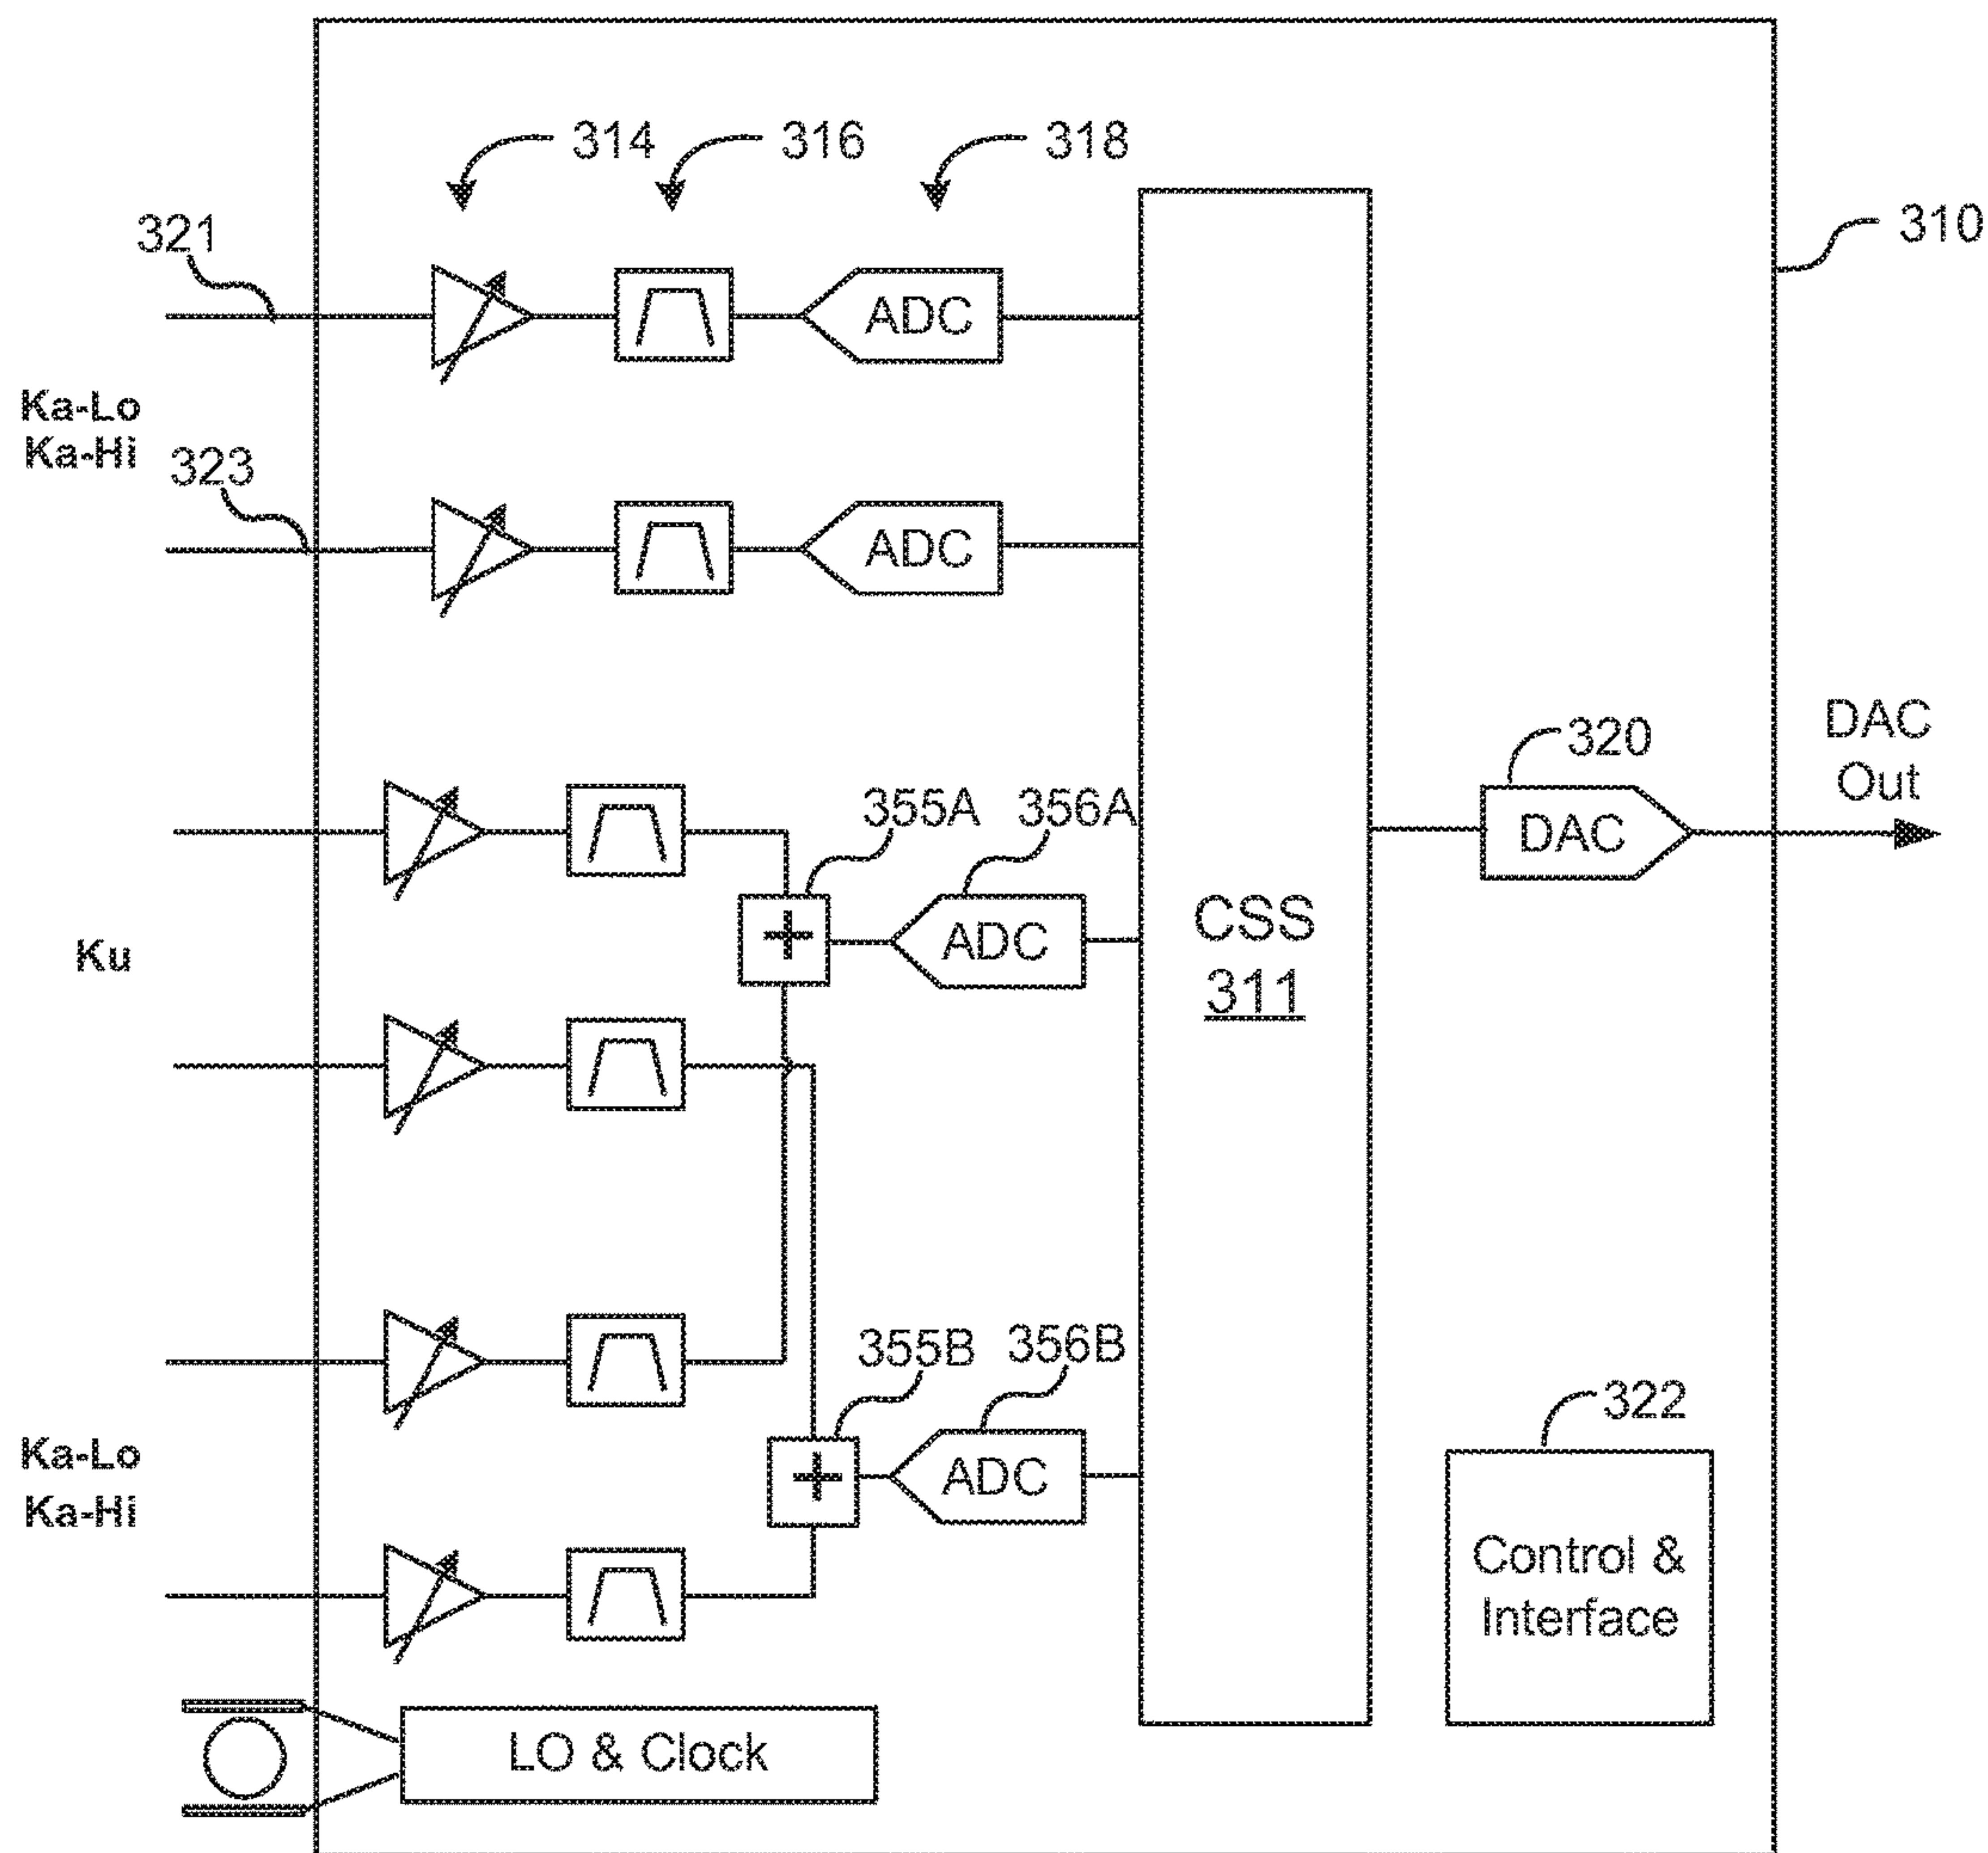 314
316
318
321
310
ADC
Ka-Lo
Ka-Hi
323
ADC
320
DAC
Out
355A
356A
DAC
ADC
CSS
311
Ku
355B
356B
322
Ka-Lo
Ka-Hi
ADC
Control &
Interface
LO & Clock